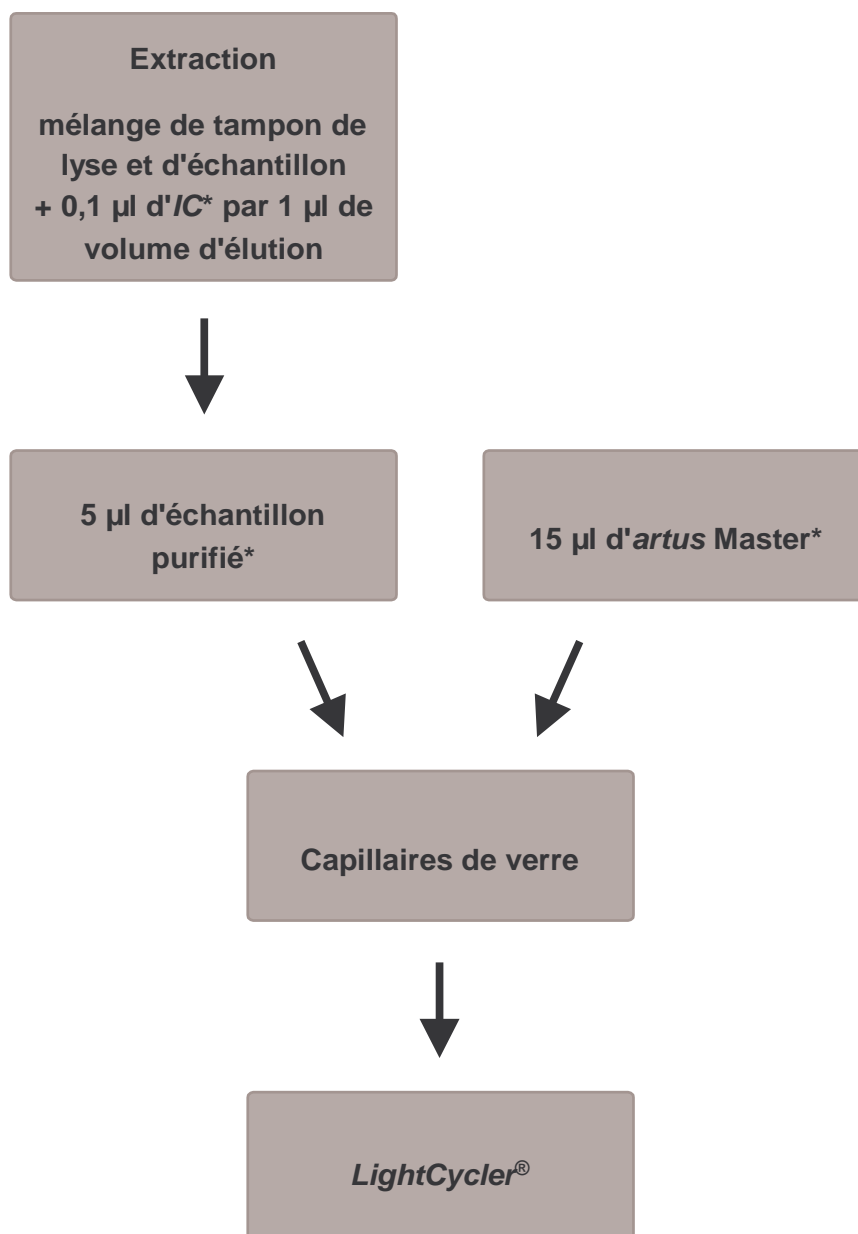 Extraction
mélange de tampon de
lyse et d'échantillon
+ 0,1 µl d'IC* par 1 µl de
volume d'élution
5 µl d'échantillon
purifié*
15 µl d'artus Master*
Capillaires de verre
LightCycler®